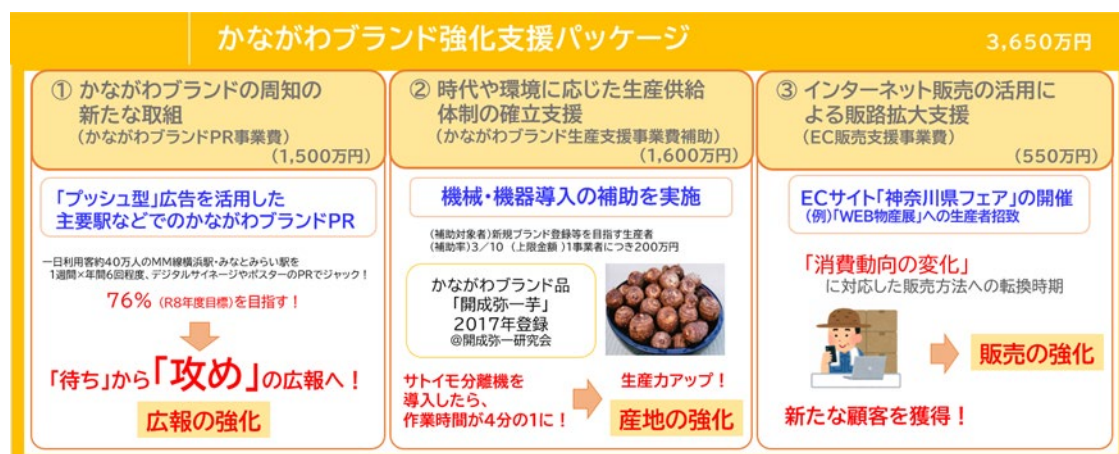 かながわブランド強化支援パッケージ
3,650万円
① かながわブランドの周知の
新たな取組
(かながわブランドPR事業費)
(1,500万円)
「プッシュ型」広告を活用した
主要駅などでのかながわブランドPR
一日利用客約40万人のMM線横浜駅・みなとみらい駅を
1週間×年間6回程度、デジタルサイネージやポスターのPRでジャック!
76% (R8年度目標)を目指す!
「待ち」から「攻め」の広報へ!
広報の強化
② 時代や環境に応じた生産供給
体制の確立支援
(かながわブランド生産支援事業費補助)
(1,600万円)
機械・機器導入の補助を実施
(補助対象者)新規ブランド登録等を目指す生産者
(補助率)3/10 (上限金額)1事業者につき200万円
かながわブランド品
「開成弥一芋」
2017年登録
@開成弥一研究会
サトイモ分離機を
導入したら、
作業時間が4分の1に!
生産力アップ!
産地の強化
③ インターネット販売の活用に
よる販路拡大支援
(EC販売支援事業費)
(550万円)
ECサイト「神奈川県フェア」の開催
(例)「WEB物産展」への生産者招致
「消費動向の変化」
に対応した販売方法への転換時期
販売の強化
新たな顧客を獲得!